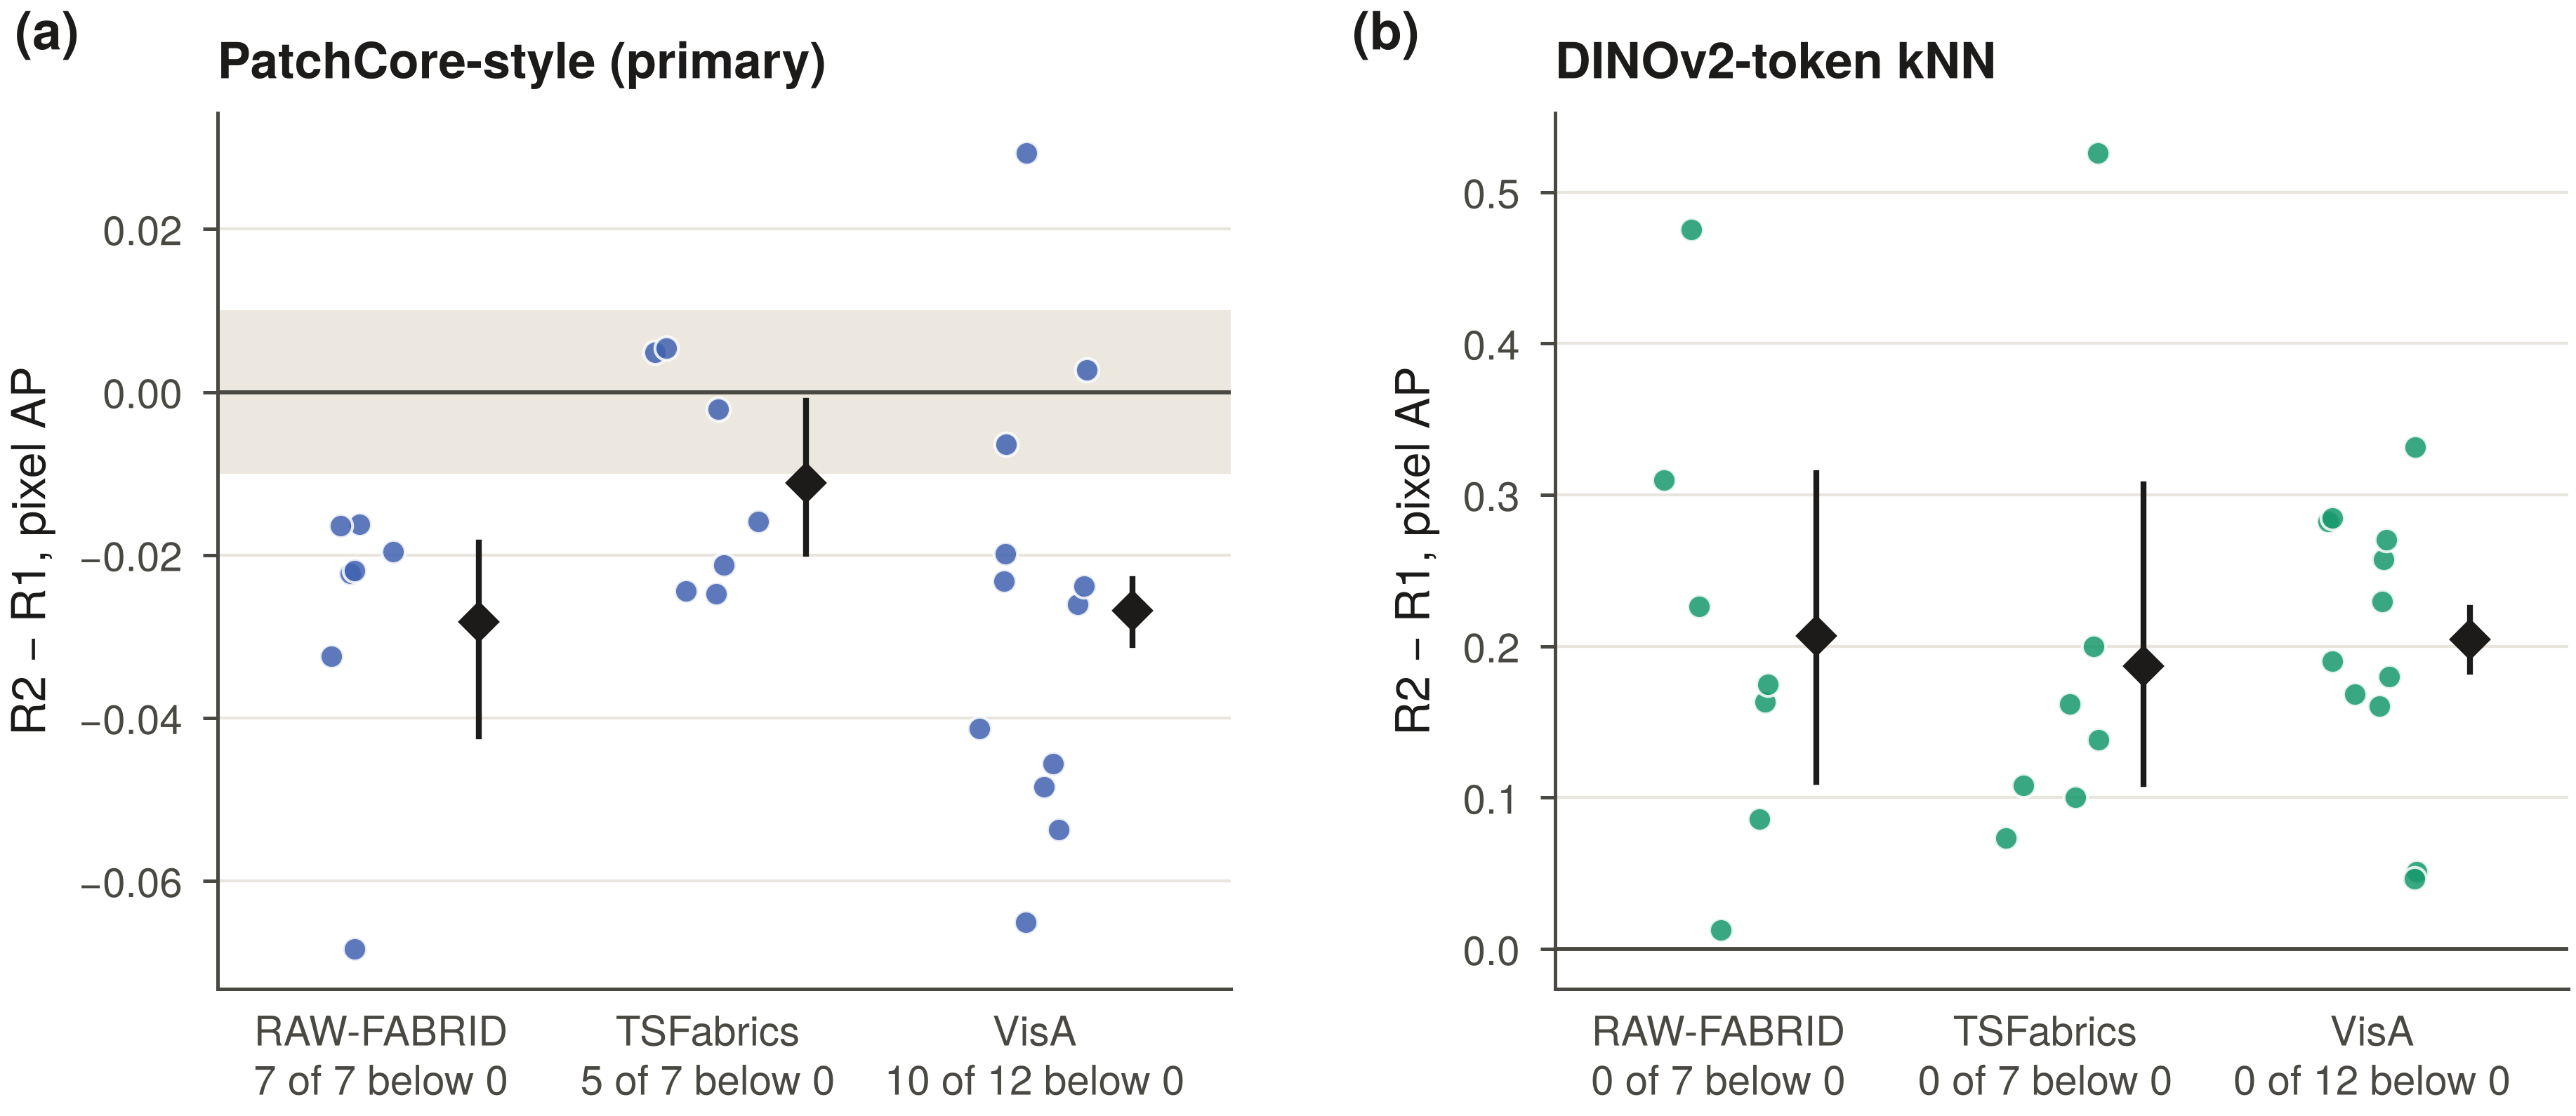 (a)
PatchCore-style (primary)
R2 − R1, pixel AP
0.02
0.00
−0.02
−0.04
−0.06
RAW-FABRID
7 of 7 below 0
TSFabrics
5 of 7 below 0
VisA
10 of 12 below 0
(b)
DINOv2-token kNN
R2 − R1, pixel AP
0.5
0.4
0.3
0.2
0.1
0.0
RAW-FABRID
0 of 7 below 0
TSFabrics
0 of 7 below 0
VisA
0 of 12 below 0